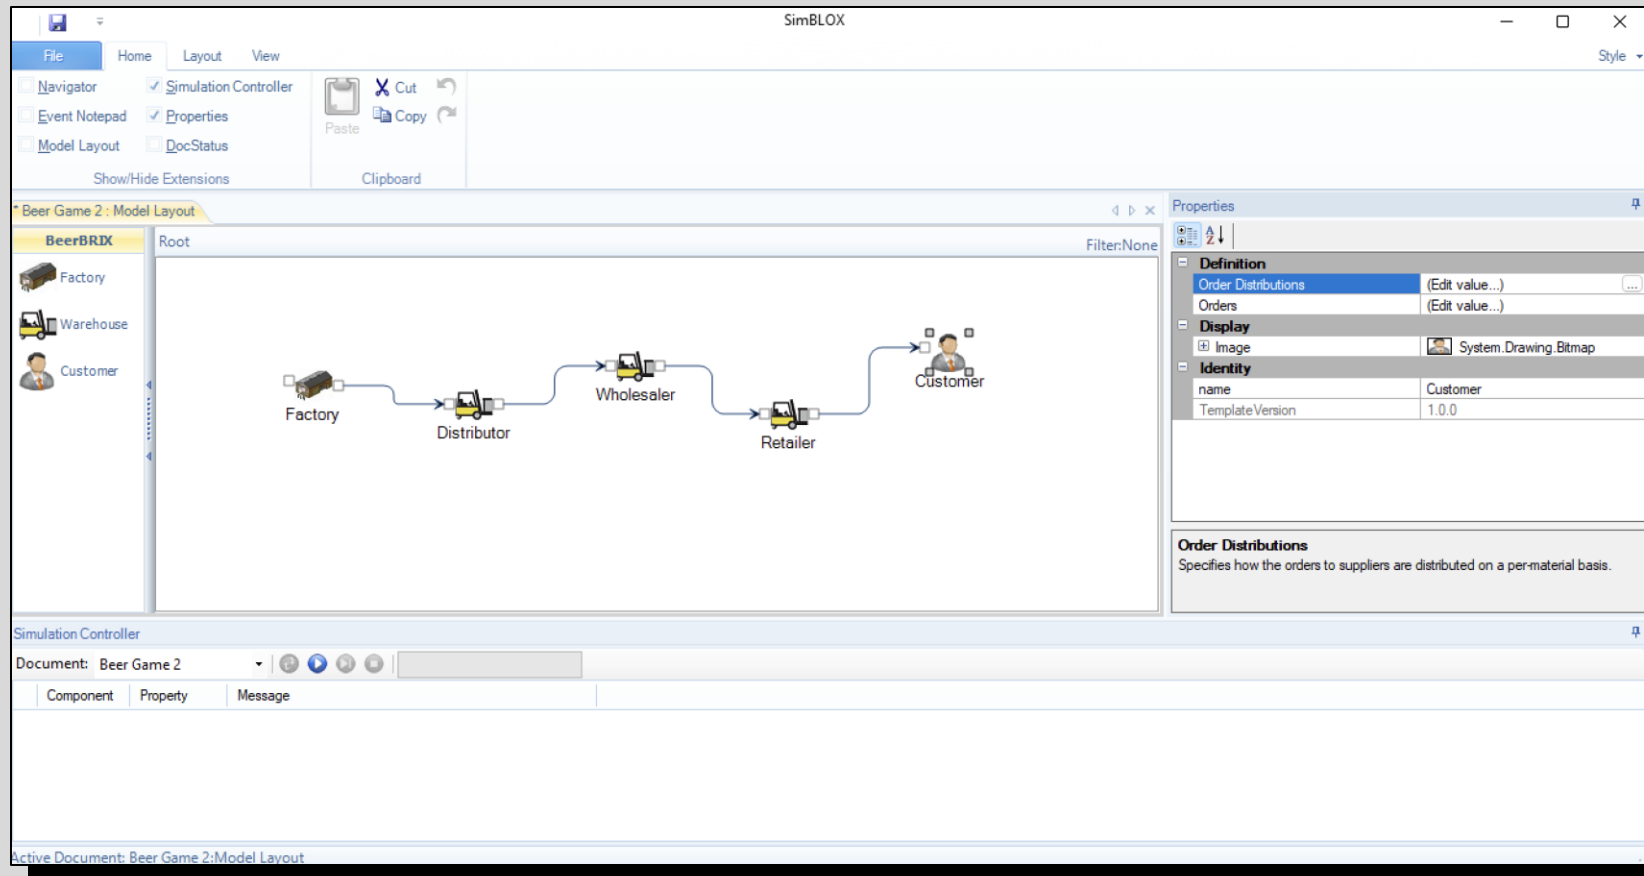 SimBLOX
File Home Layout View Style
Navigator Simulation Controller Cut
Event Notepad Properties Paste Copy
Model Layout DocStatus
Show/Hide Extensions Clipboard
* Beer Game 2 : Model Layout
BeerBRIX
Factory
Warehouse
Customer
Root Filter:None
Factory
Distributor
Wholesaler
Retailer
Customer
Properties
Definition
Order Distributions (Edit value...) ...
Orders (Edit value...)
Display
Image System.Drawing.Bitmap
Identity
name Customer
TemplateVersion 1.0.0
Order Distributions
Specifies how the orders to suppliers are distributed on a per-material basis.
Simulation Controller
Document: Beer Game 2
Component Property Message
Active Document: Beer Game 2:Model Layout